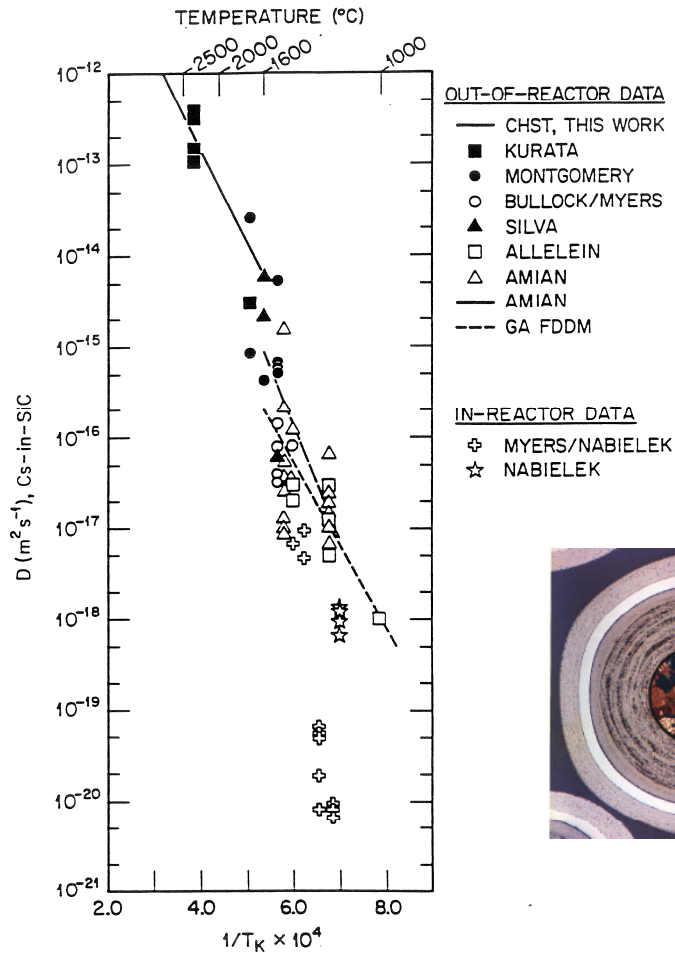 TEMPERATURE (°C)
2500
2000
1600
1000
10⁻¹²
10⁻¹³
10⁻¹⁴
10⁻¹⁵
10⁻¹⁶
10⁻¹⁷
10⁻¹⁸
10⁻¹⁹
10⁻²⁰
10⁻²¹
D (m² s⁻¹), Cs-in-SiC
2.0 4.0 6.0 8.0
1/T_K × 10⁴
OUT-OF-REACTOR DATA
CHST, THIS WORK
KURATA
MONTGOMERY
BULLOCK/MYERS
SILVA
ALLELEIN
AMIAN
AMIAN
GA FDDM
IN-REACTOR DATA
MYERS/NABIELEK
NABIELEK